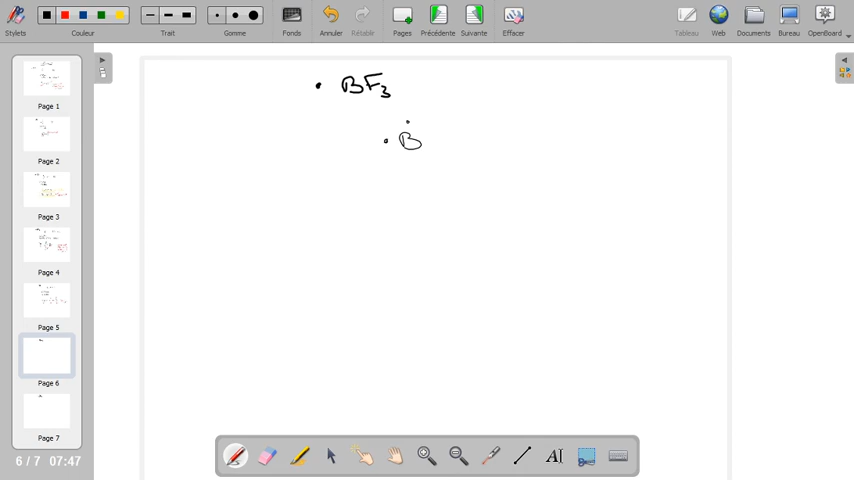 Stylets
Couleur
Trait
Gomme
Fonds
Annuler
Rétablir
Pages
Précédente
Suivante
Effacer
Tableau
Web
Documents
Bureau
OpenBoard
Page 1
Page 2
Page 3
Page 4
Page 5
Page 6
Page 7
6 / 7 07:47
• BF₃
• B
AI